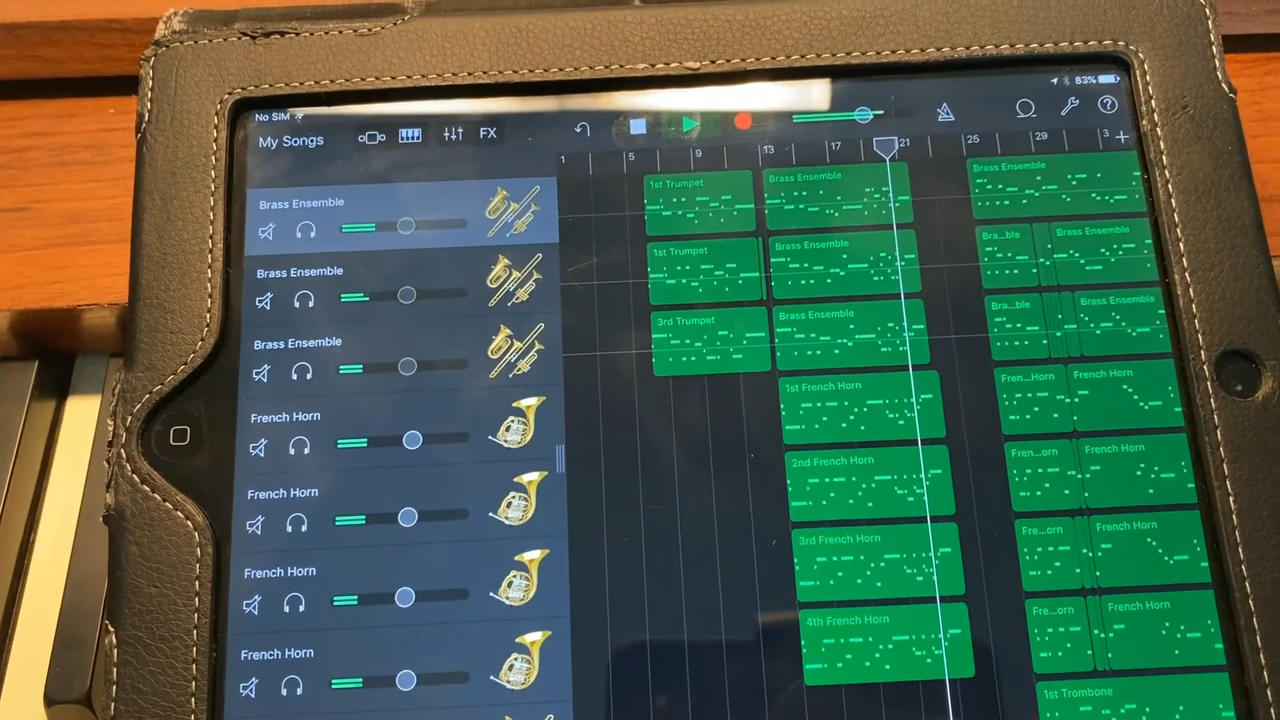 No SIM 83%
My Songs FX
1 5 9 13 17 21 25 29 3
Brass Ensemble 1st Trumpet Brass Ensemble Brass Ensemble
Brass Ensemble 1st Trumpet Brass Ensemble Bra...ble Brass Ensemble
Brass Ensemble 3rd Trumpet Brass Ensemble Bra...ble Brass Ensemble
French Horn 1st French Horn Fren...Horn French Horn
French Horn 2nd French Horn Fren...orn French Horn
French Horn 3rd French Horn Fre...orn French Horn
French Horn 4th French Horn Fre...orn French Horn
1st Trombone